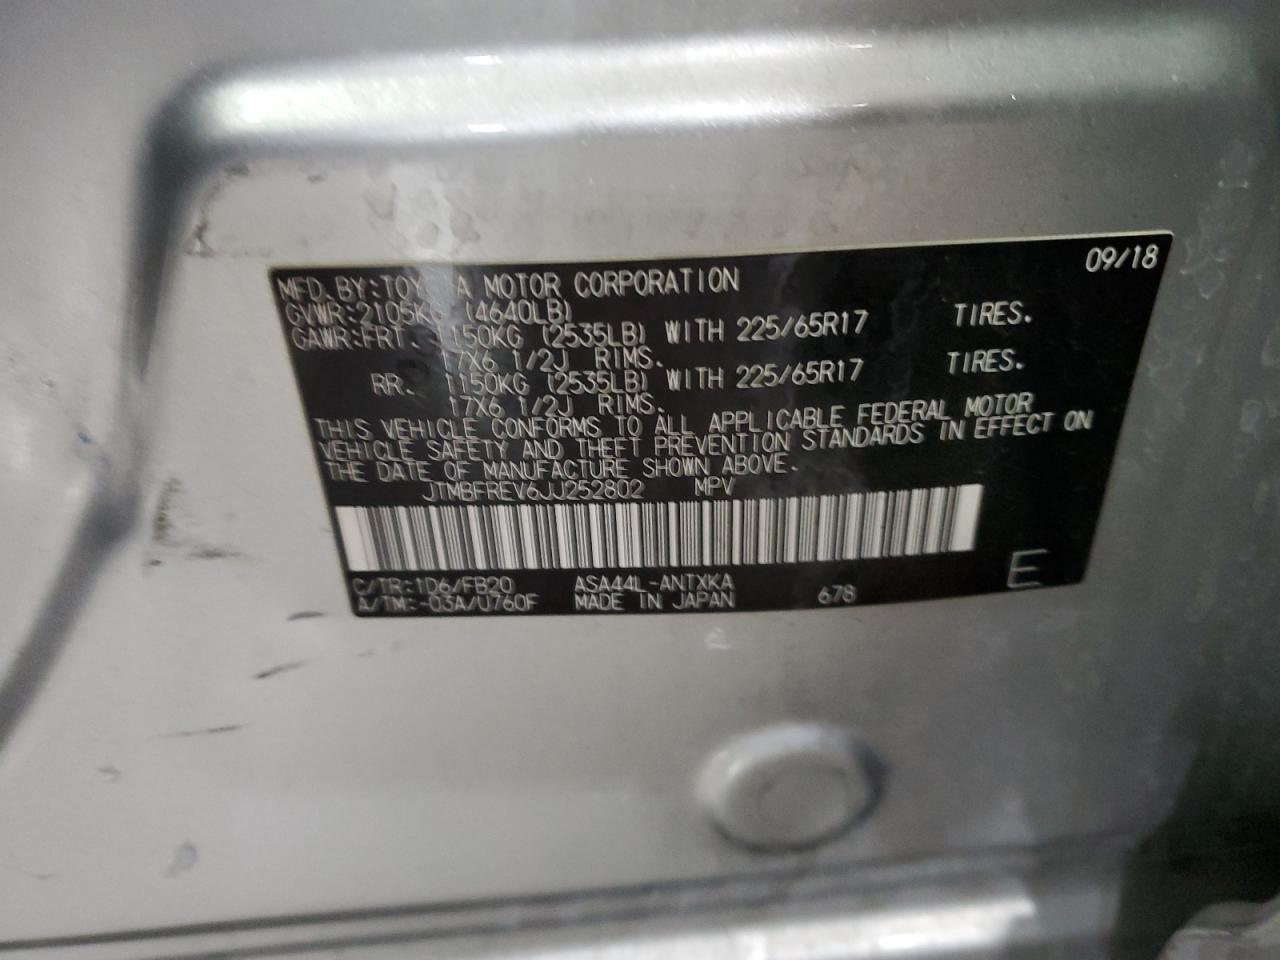 09/18
MFD. BY:TOYOTA MOTOR CORPORATION
GVWR:2105KG (4640LB)
GAWR:FRT. 1150KG (2535LB) WITH 225/65R17 TIRES.
17X6 1/2J RIMS.
RR. 1150KG (2535LB) WITH 225/65R17 TIRES.
17X6 1/2J RIMS.
THIS VEHICLE CONFORMS TO ALL APPLICABLE FEDERAL MOTOR
VEHICLE SAFETY AND THEFT PREVENTION STANDARDS IN EFFECT ON
THE DATE OF MANUFACTURE SHOWN ABOVE.
JTMBFREV6JJ252802 MPV
C/TR:1D6/FB20 ASA44L-ANTXKA
A/TM:-03A/U760F MADE IN JAPAN 678 E